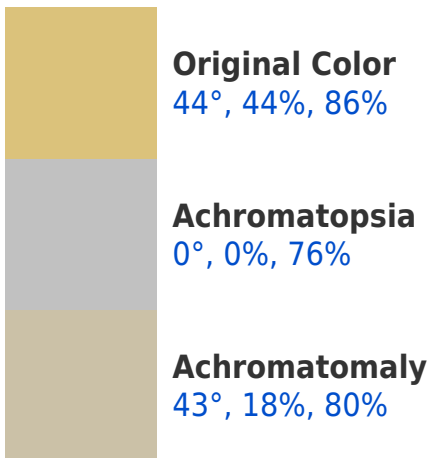 Original Color
44°, 44%, 86%
Achromatopsia
0°, 0%, 76%
Achromatomaly
43°, 18%, 80%